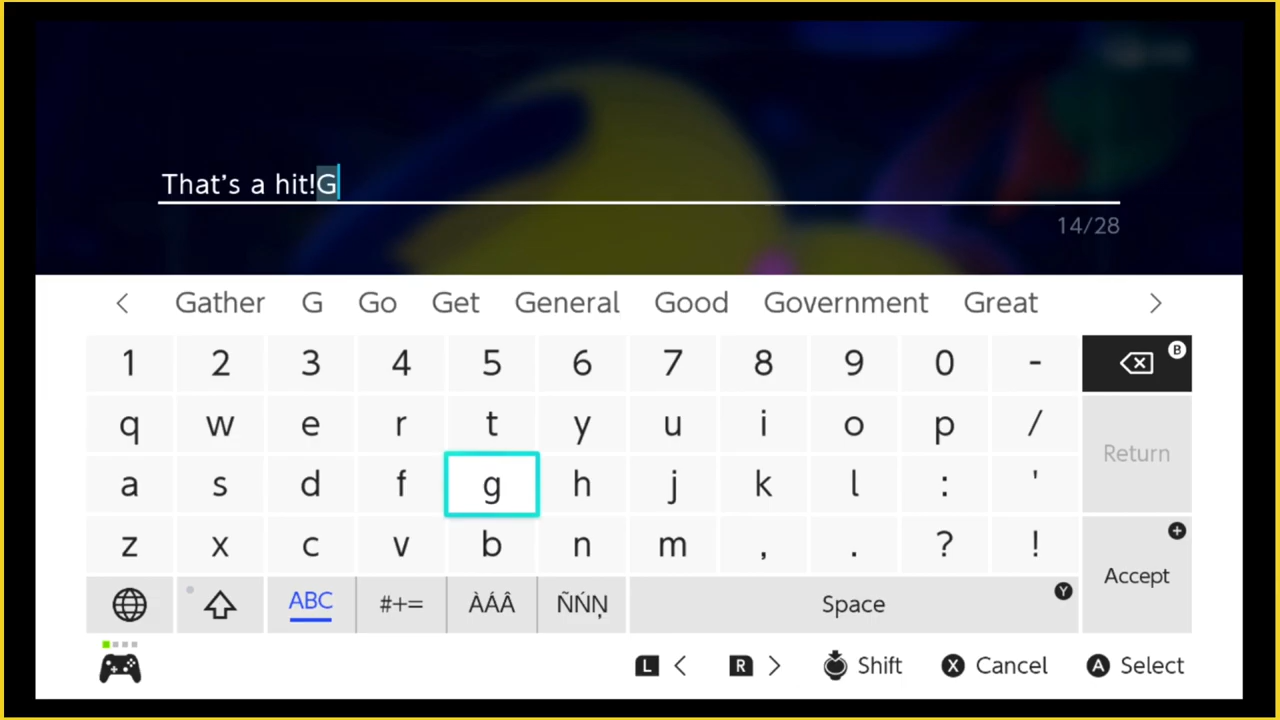 That's a hit!G
14/28
< Gather G Go Get General Good Government Great >
1 2 3 4 5 6 7 8 9 0 - B
q w e r t y u i o p /
Return
a s d f g h j k l : '
z x c v b n m , . ? ! +
Accept
ABC #+= ÀÁÂ ÑŃŅ Space Y
L < R > Shift X Cancel A Select